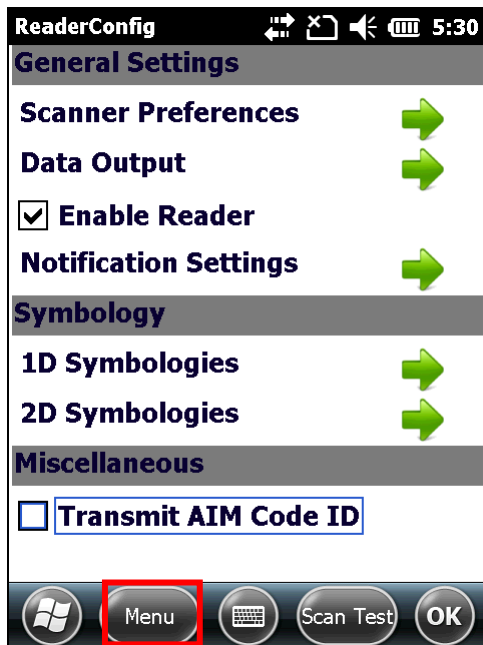 ReaderConfig 5:30
General Settings
Scanner Preferences
Data Output
Enable Reader
Notification Settings
Symbology
1D Symbologies
2D Symbologies
Miscellaneous
Transmit AIM Code ID
Menu Scan Test OK